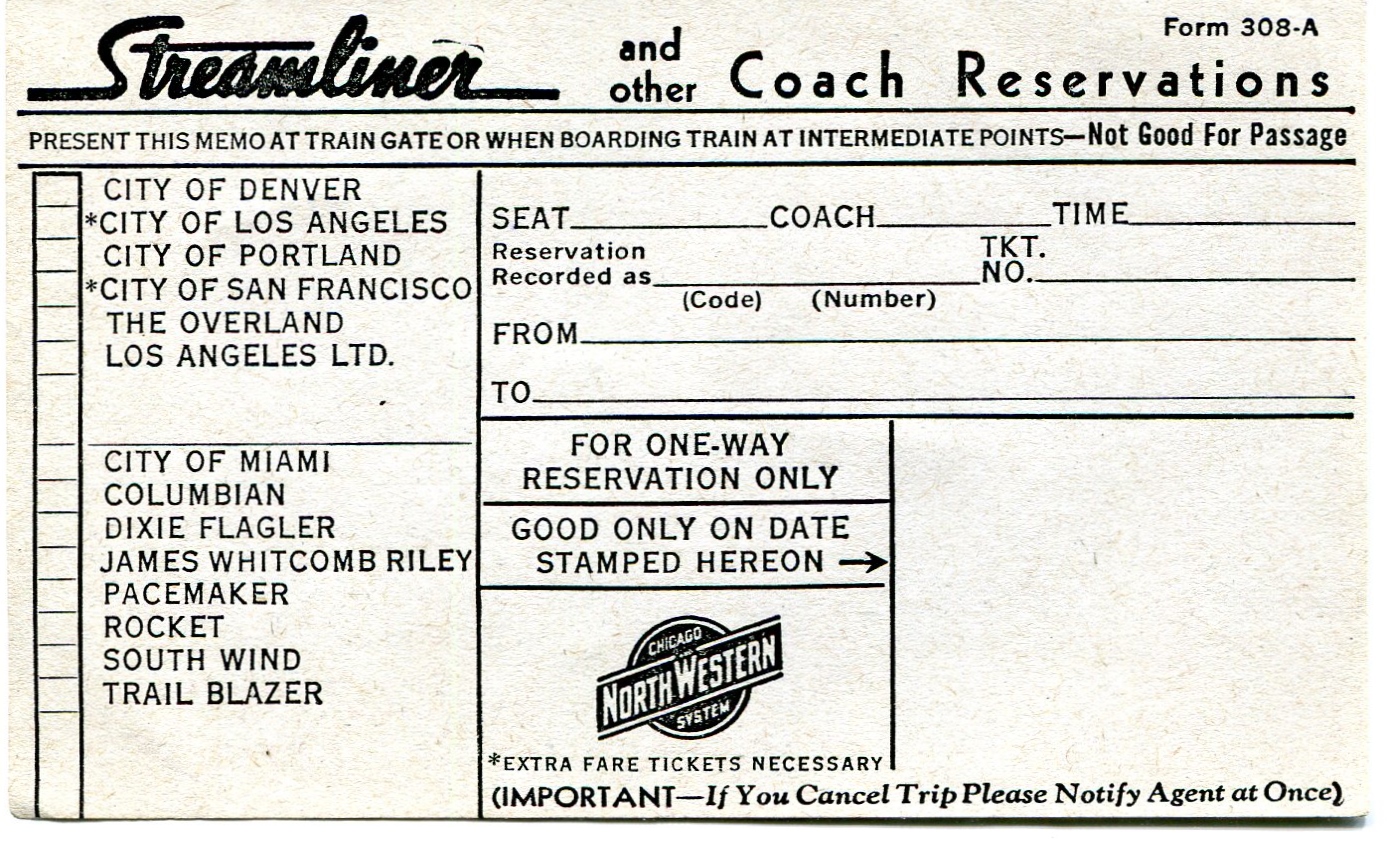 Form 308-A
Streamliner and other Coach Reservations
PRESENT THIS MEMO AT TRAIN GATE OR WHEN BOARDING TRAIN AT INTERMEDIATE POINTS—Not Good For Passage
CITY OF DENVER
*CITY OF LOS ANGELES
CITY OF PORTLAND
*CITY OF SAN FRANCISCO
THE OVERLAND
LOS ANGELES LTD.
CITY OF MIAMI
COLUMBIAN
DIXIE FLAGLER
JAMES WHITCOMB RILEY
PACEMAKER
ROCKET
SOUTH WIND
TRAIL BLAZER
SEAT COACH TIME
Reservation
Recorded as TKT. NO.
(Code) (Number)
FROM
TO
FOR ONE-WAY
RESERVATION ONLY
GOOD ONLY ON DATE
STAMPED HEREON →
CHICAGO
NORTH WESTERN
SYSTEM
*EXTRA FARE TICKETS NECESSARY
(IMPORTANT—If You Cancel Trip Please Notify Agent at Once)